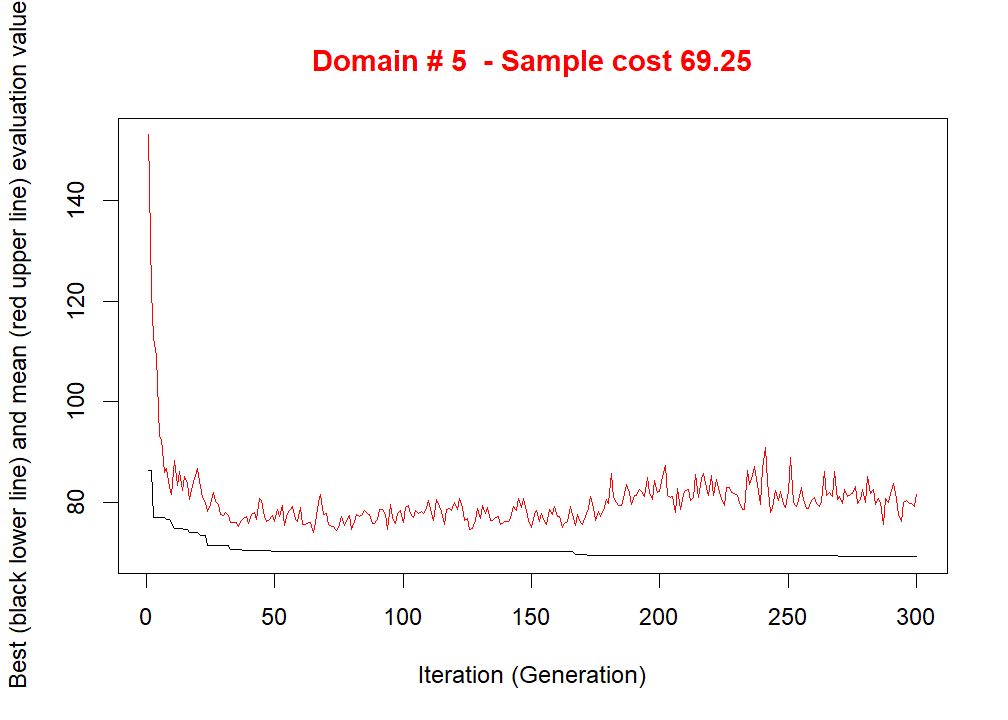 Domain # 5  - Sample cost 69.25
Best (black lower line) and mean (red upper line) evaluation value
140
120
100
80
0 50 100 150 200 250 300
Iteration (Generation)